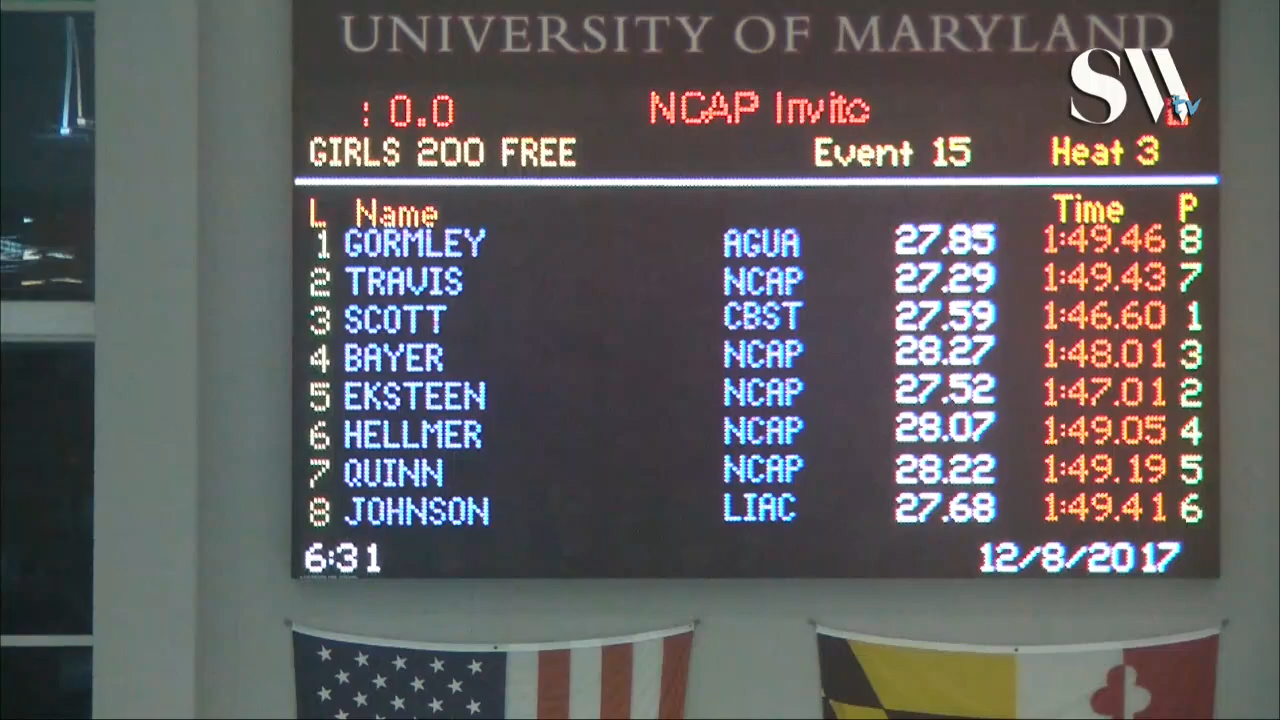 UNIVERSITY OF MARYLAND
SW tv
: 0.0 NCAP Invite
GIRLS 200 FREE Event 15 Heat 3
L Name Time P
1 GORMLEY AGUA 27.85 1:49.46 8
2 TRAVIS NCAP 27.29 1:49.43 7
3 SCOTT CBST 27.59 1:46.60 1
4 BAYER NCAP 28.27 1:48.01 3
5 EKSTEEN NCAP 27.52 1:47.01 2
6 HELLMER NCAP 28.07 1:49.05 4
7 QUINN NCAP 28.22 1:49.19 5
8 JOHNSON LIAC 27.68 1:49.41 6
6:31 12/8/2017